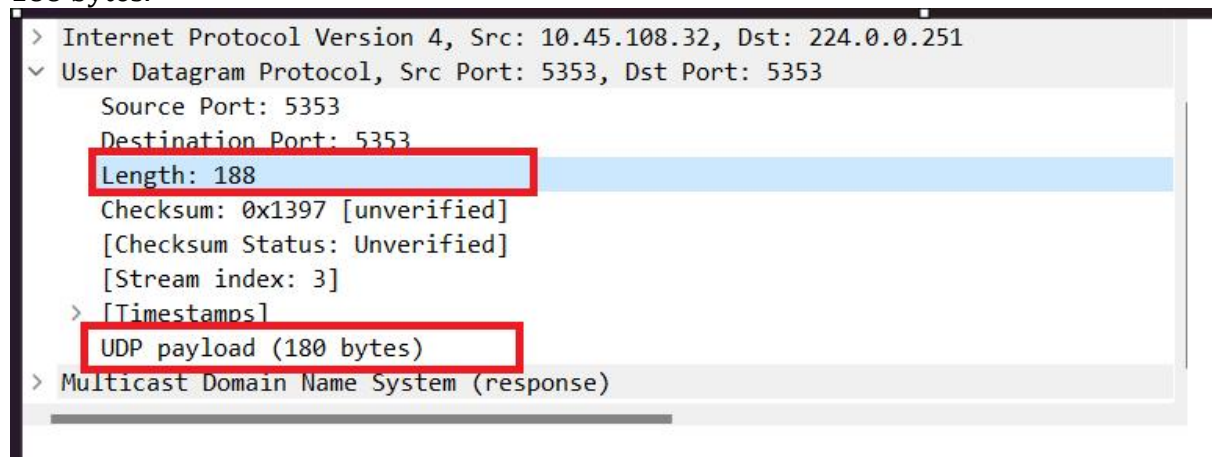 > Internet Protocol Version 4, Src: 10.45.108.32, Dst: 224.0.0.251
User Datagram Protocol, Src Port: 5353, Dst Port: 5353
Source Port: 5353
Destination Port: 5353
Length: 188
Checksum: 0x1397 [unverified]
[Checksum Status: Unverified]
[Stream index: 3]
> [Timestamps]
UDP payload (180 bytes)
> Multicast Domain Name System (response)